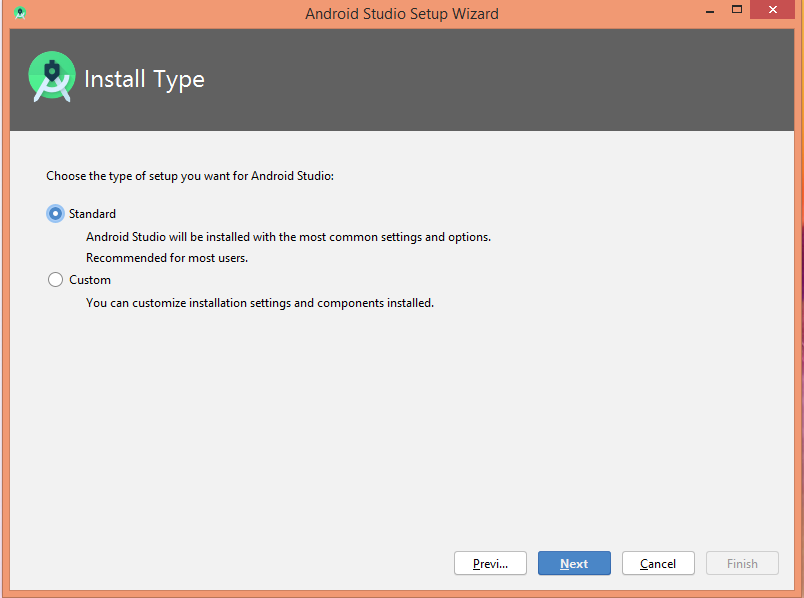 Android Studio Setup Wizard
Install Type
Choose the type of setup you want for Android Studio:
Standard
Android Studio will be installed with the most common settings and options.
Recommended for most users.
Custom
You can customize installation settings and components installed.
Previ... Next Cancel Finish